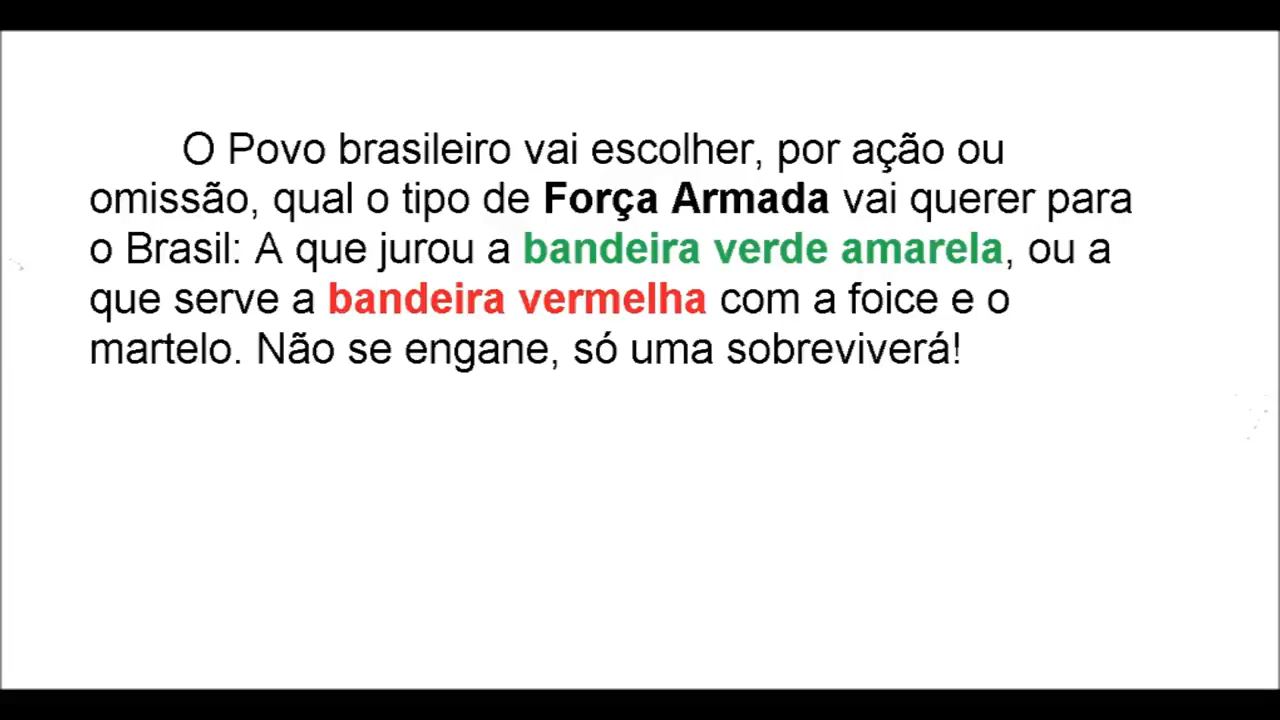 O Povo brasileiro vai escolher, por ação ou
omissão, qual o tipo de Força Armada vai querer para
o Brasil: A que jurou a bandeira verde amarela, ou a
que serve a bandeira vermelha com a foice e o
martelo. Não se engane, só uma sobreviverá!